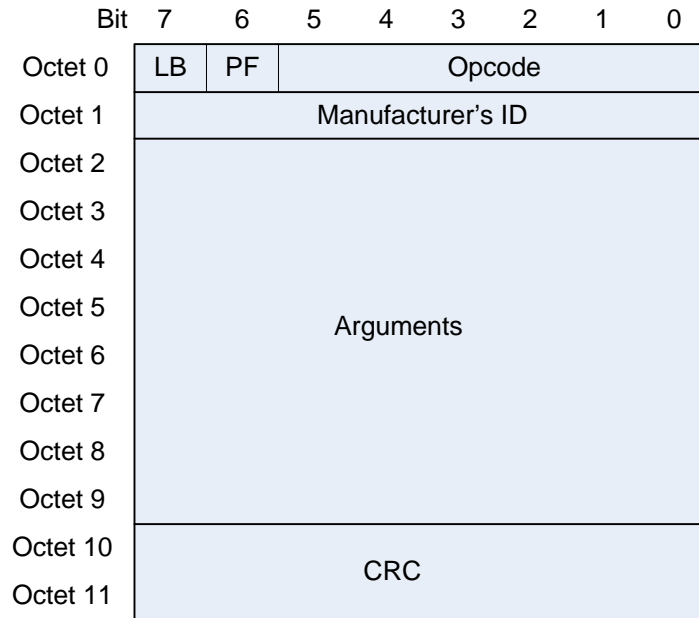 Bit 7 6 5 4 3 2 1 0
Octet 0 LB PF Opcode
Octet 1 Manufacturer's ID
Octet 2
Octet 3
Octet 4
Octet 5
Arguments
Octet 6
Octet 7
Octet 8
Octet 9
Octet 10
CRC
Octet 11